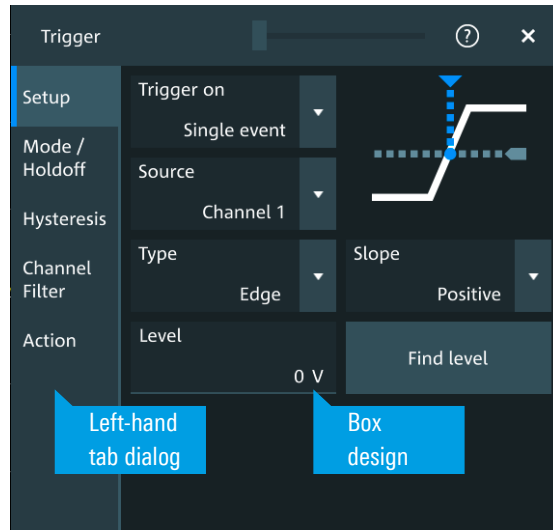 Trigger
?
×
Setup
Mode /
Holdoff
Hysteresis
Channel
Filter
Action
Trigger on
Single event
Source
Channel 1
Type
Edge
Slope
Positive
Level
0 V
Find level
Left-hand
tab dialog
Box
design